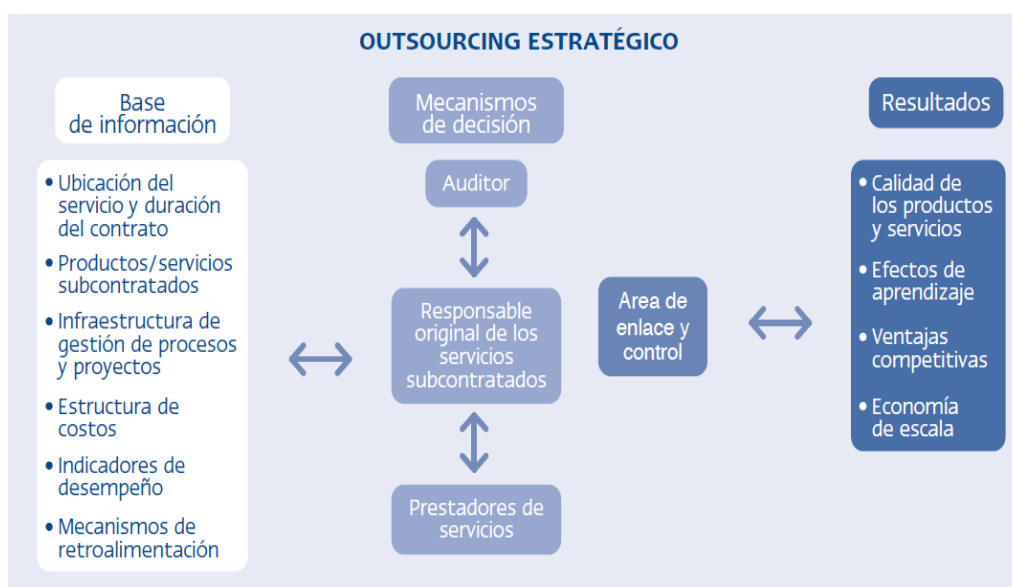 OUTSOURCING ESTRATÉGICO
Base
de información
• Ubicación del
servicio y duración
del contrato
• Productos/servicios
subcontratados
• Infraestructura de
gestión de procesos
y proyectos
• Estructura de
costos
• Indicadores de
desempeño
• Mecanismos de
retroalimentación
Mecanismos
de decisión
Auditor
Responsable
original de los
servicios
subcontratados
Prestadores de
servicios
Area de
enlace y
control
Resultados
• Calidad de
los productos
y servicios
• Efectos de
aprendizaje
• Ventajas
competitivas
• Economía
de escala